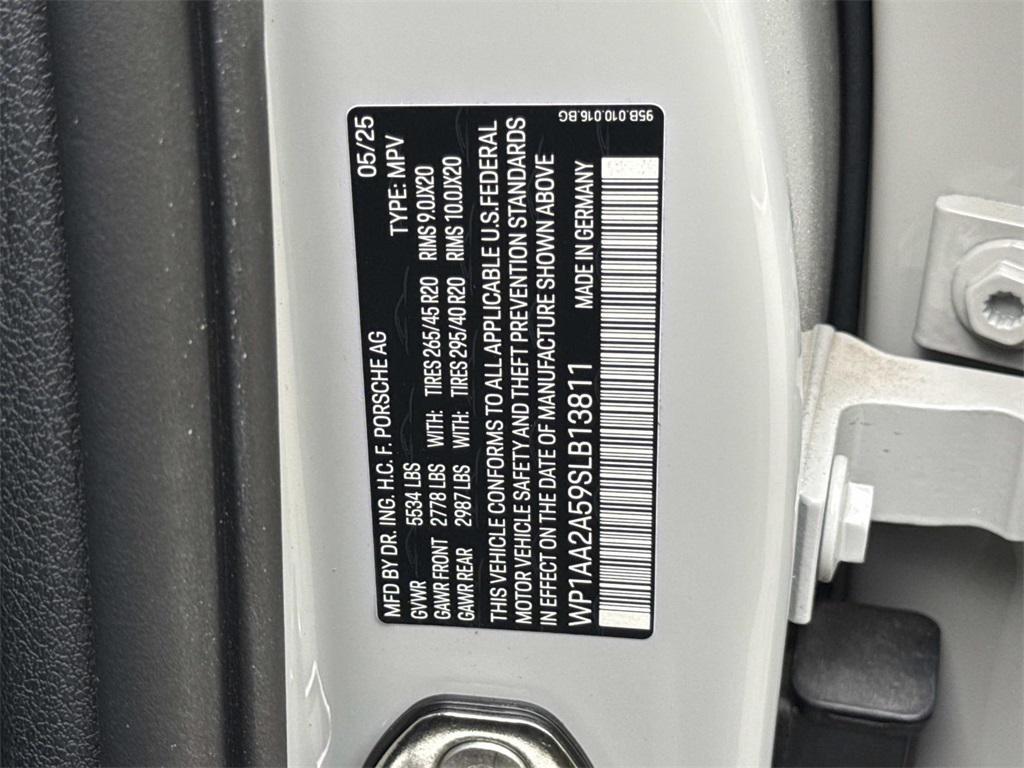 MFD BY DR. ING. H.C. F. PORSCHE AG 05/25
GVWR 5534 LBS TYPE: MPV
GAWR FRONT 2778 LBS WITH: TIRES 265/45 R20 RIMS 9.0JX20
GAWR REAR 2987 LBS WITH: TIRES 295/40 R20 RIMS 10.0JX20
THIS VEHICLE CONFORMS TO ALL APPLICABLE U.S.FEDERAL
MOTOR VEHICLE SAFETY AND THEFT PREVENTION STANDARDS
IN EFFECT ON THE DATE OF MANUFACTURE SHOWN ABOVE
WP1AA2A59SLB13811 MADE IN GERMANY
95B.010.016.BG